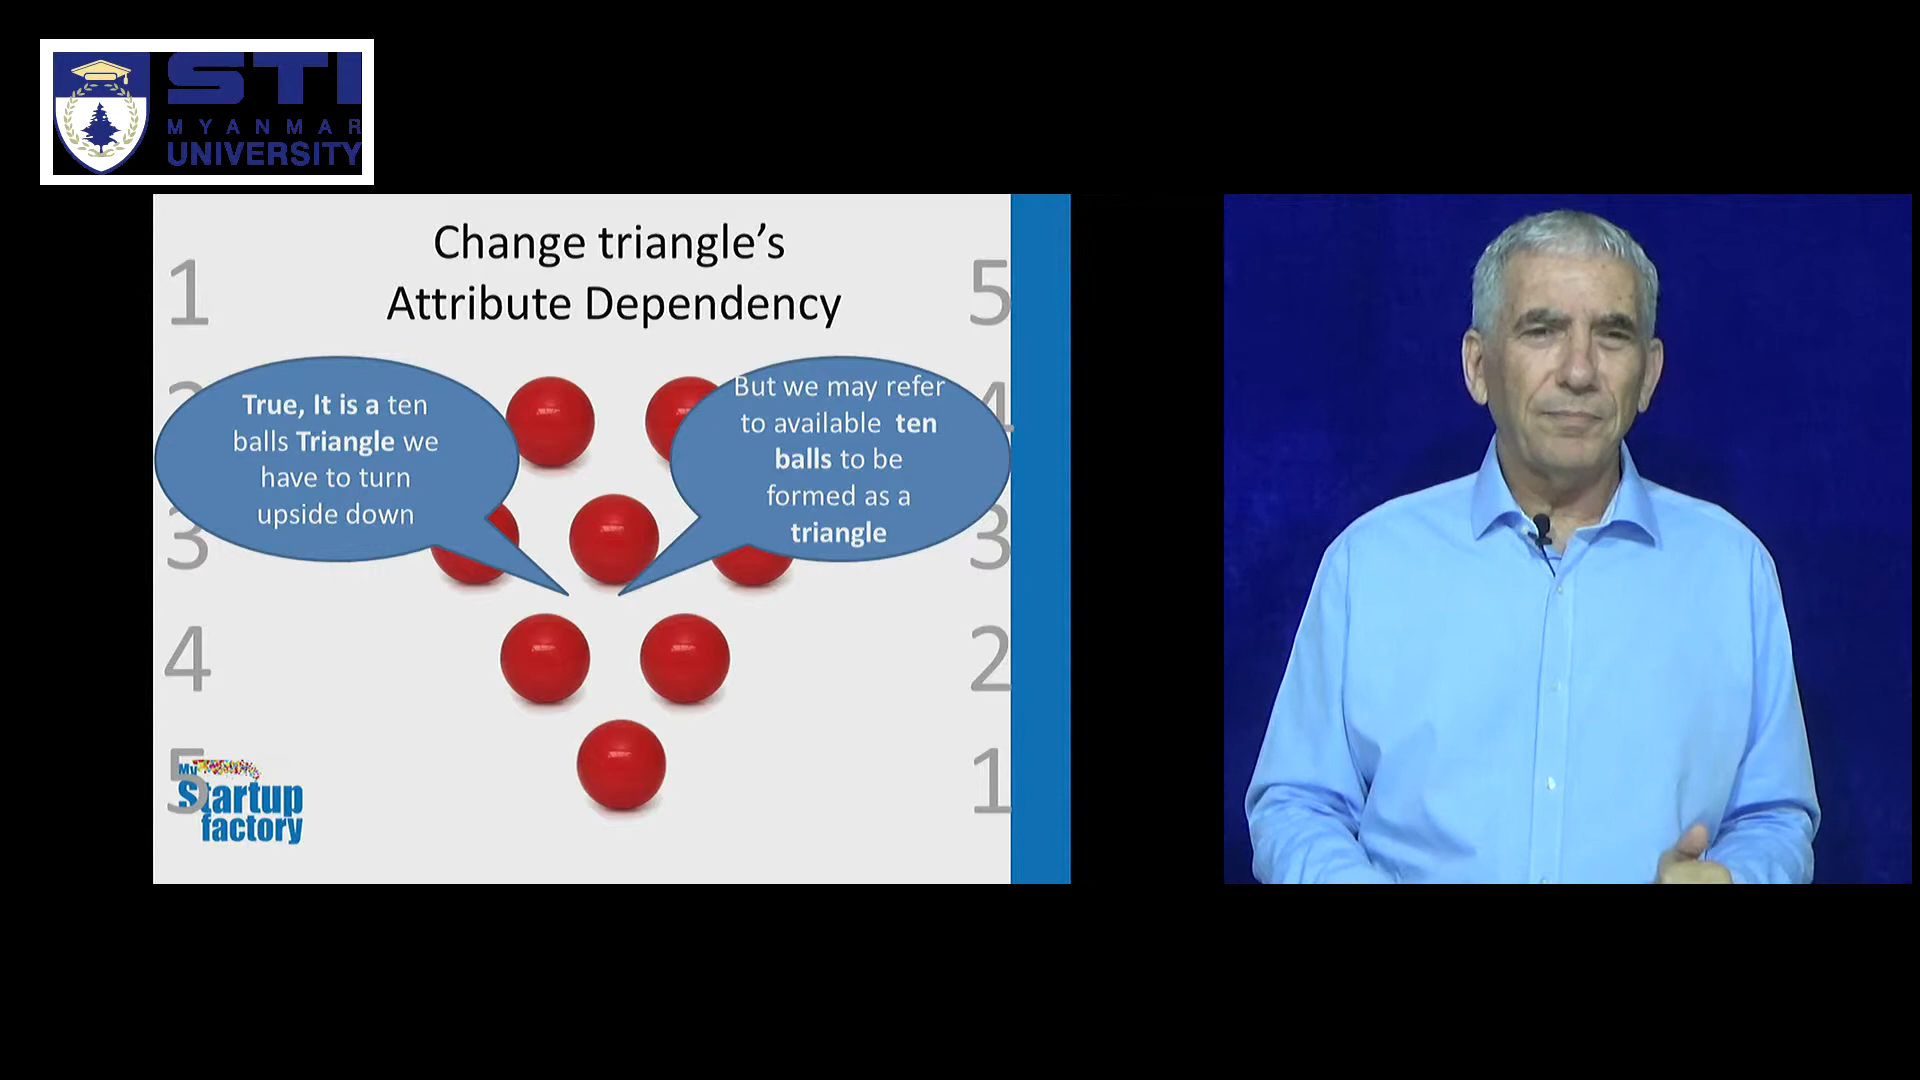 STI
MYANMAR
UNIVERSITY
Change triangle's
Attribute Dependency
1
5
2
4
True, It is a ten
balls Triangle we
have to turn
upside down
But we may refer
to available ten
balls to be
formed as a
triangle
3
3
4
2
5
1
My
Startup
factory